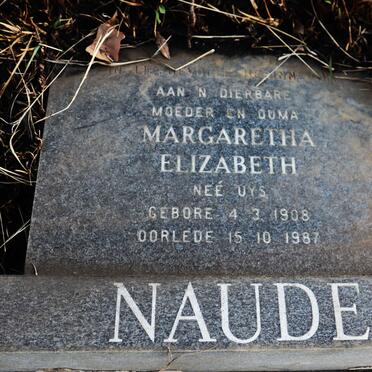 AAN 'N DIERBARE
MOEDER EN OUMA
MARGARETHA
ELIZABETH
NEÉ UYS
GEBORE 4.3.1908
OORLEDE 15.10.1987
NAUDE